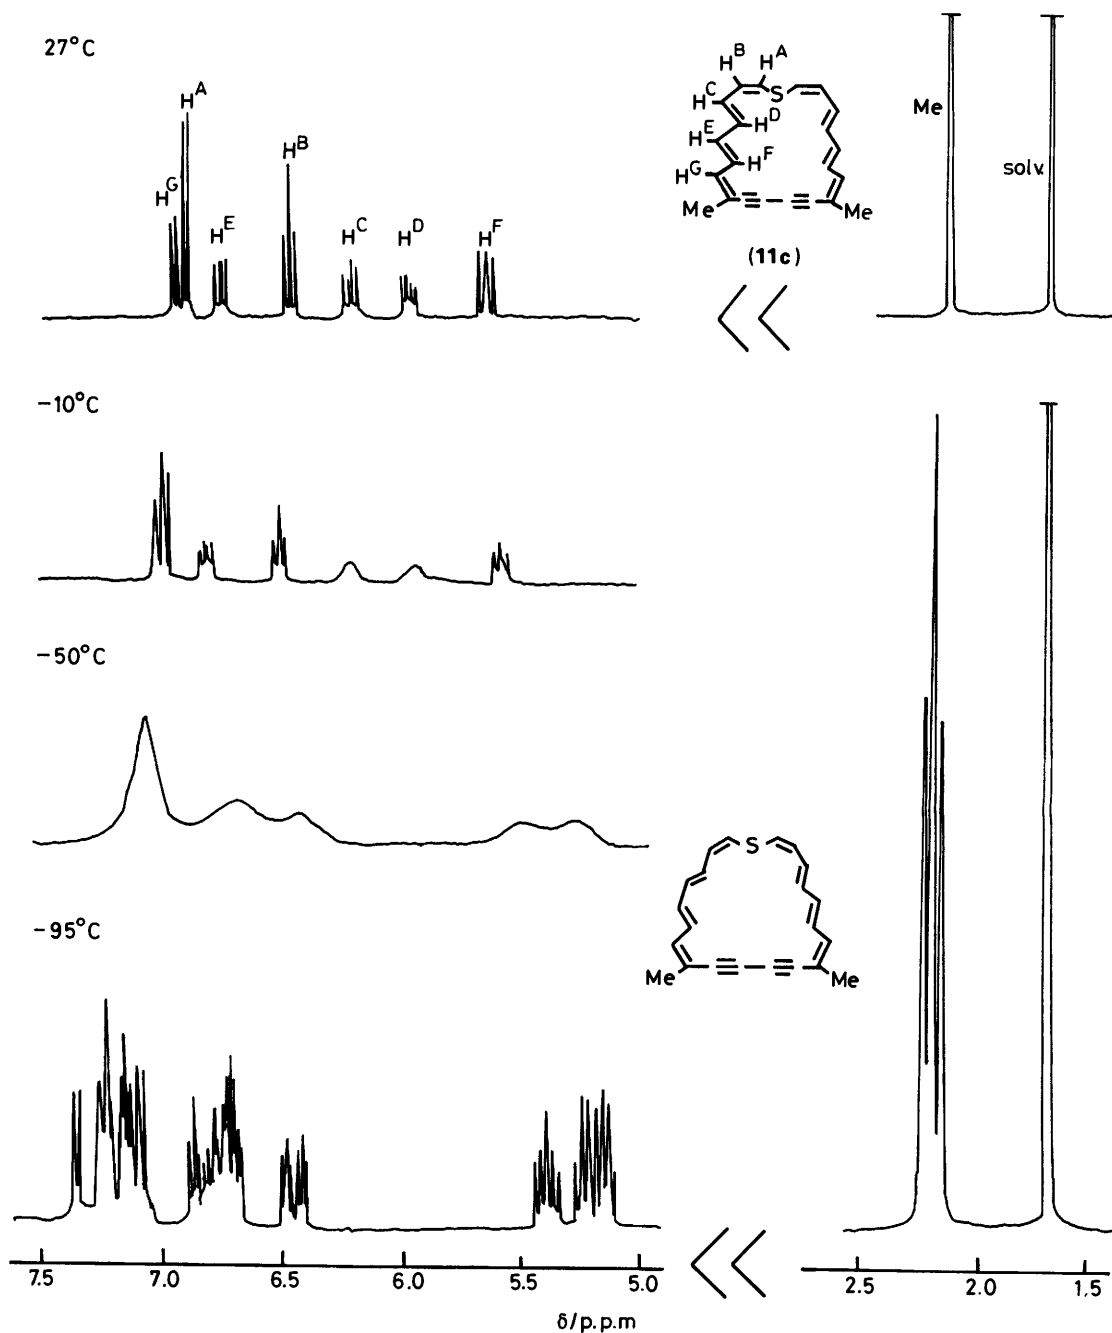 27°C
H^B H^A
H^C
S
H^D
H^E
H^F
H^G
Me
Me
(11c)
H^G
H^A
H^E
H^B
H^C
H^D
H^F
Me
solv.
-10°C
-50°C
-95°C
S
Me
Me
7.5 7.0 6.5 6.0 5.5 5.0 2.5 2.0 1.5
δ/p.p.m